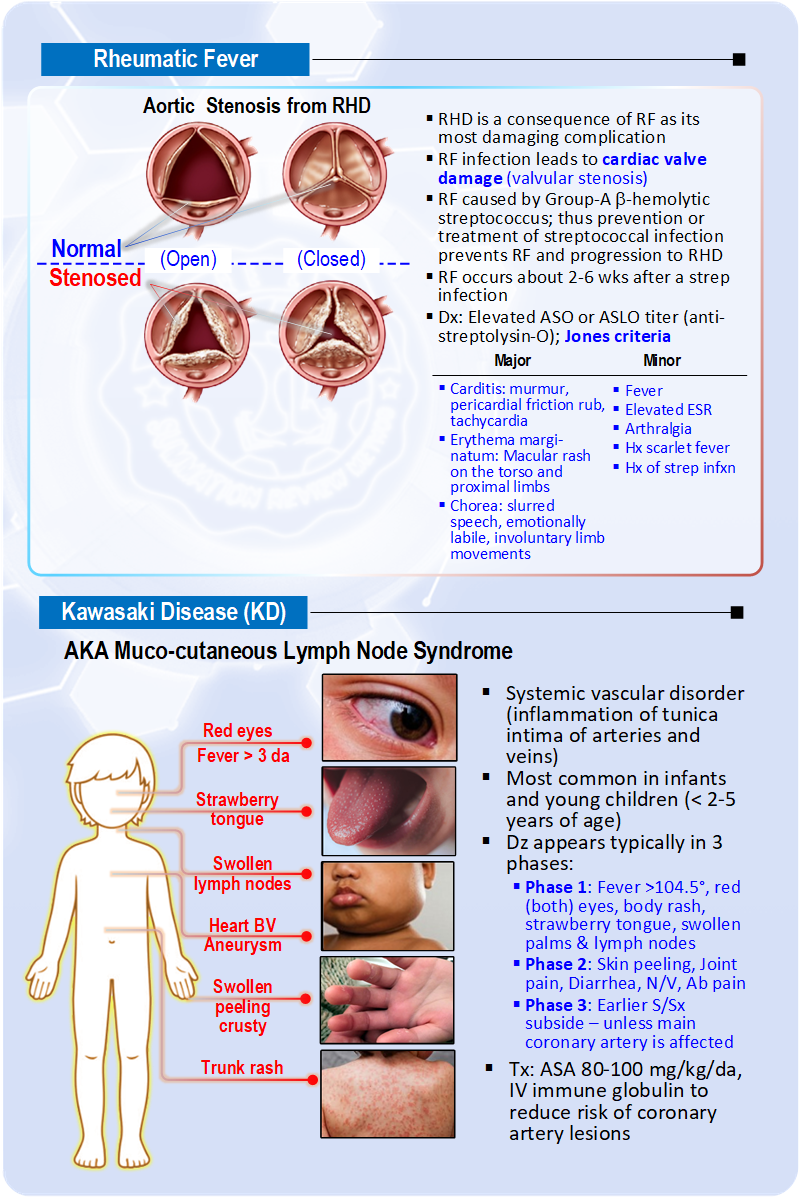 Rheumatic Fever
Aortic Stenosis from RHD
Normal
(Open)
(Closed)
Stenosed
▪ RHD is a consequence of RF as its
most damaging complication
▪ RF infection leads to cardiac valve
damage (valvular stenosis)
▪ RF caused by Group-A β-hemolytic
streptococcus; thus prevention or
treatment of streptococcal infection
prevents RF and progression to RHD
▪ RF occurs about 2-6 wks after a strep
infection
▪ Dx: Elevated ASO or ASLO titer (anti-
streptolysin-O); Jones criteria
Major
▪ Carditis: murmur,
pericardial friction rub,
tachycardia
▪ Erythema margi-
natum: Macular rash
on the torso and
proximal limbs
▪ Chorea: slurred
speech, emotionally
labile, involuntary limb
movements
Minor
▪ Fever
▪ Elevated ESR
▪ Arthralgia
▪ Hx scarlet fever
▪ Hx of strep infxn
Kawasaki Disease (KD)
AKA Muco-cutaneous Lymph Node Syndrome
Red eyes
Fever > 3 da
Strawberry
tongue
Swollen
lymph nodes
Heart BV
Aneurysm
Swollen
peeling
crusty
Trunk rash
▪ Systemic vascular disorder
(inflammation of tunica
intima of arteries and
veins)
▪ Most common in infants
and young children (< 2-5
years of age)
▪ Dz appears typically in 3
phases:
▪ Phase 1: Fever >104.5°, red
(both) eyes, body rash,
strawberry tongue, swollen
palms & lymph nodes
▪ Phase 2: Skin peeling, Joint
pain, Diarrhea, N/V, Ab pain
▪ Phase 3: Earlier S/Sx
subside – unless main
coronary artery is affected
▪ Tx: ASA 80-100 mg/kg/da,
IV immune globulin to
reduce risk of coronary
artery lesions